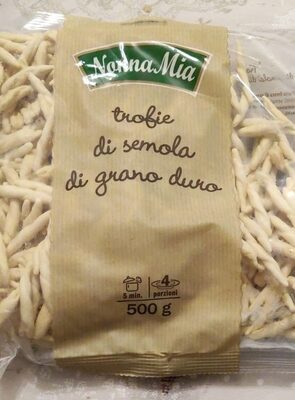 Nonna Mia
trofie
di semola
di grano duro
5 min.
4
porzioni
500 g